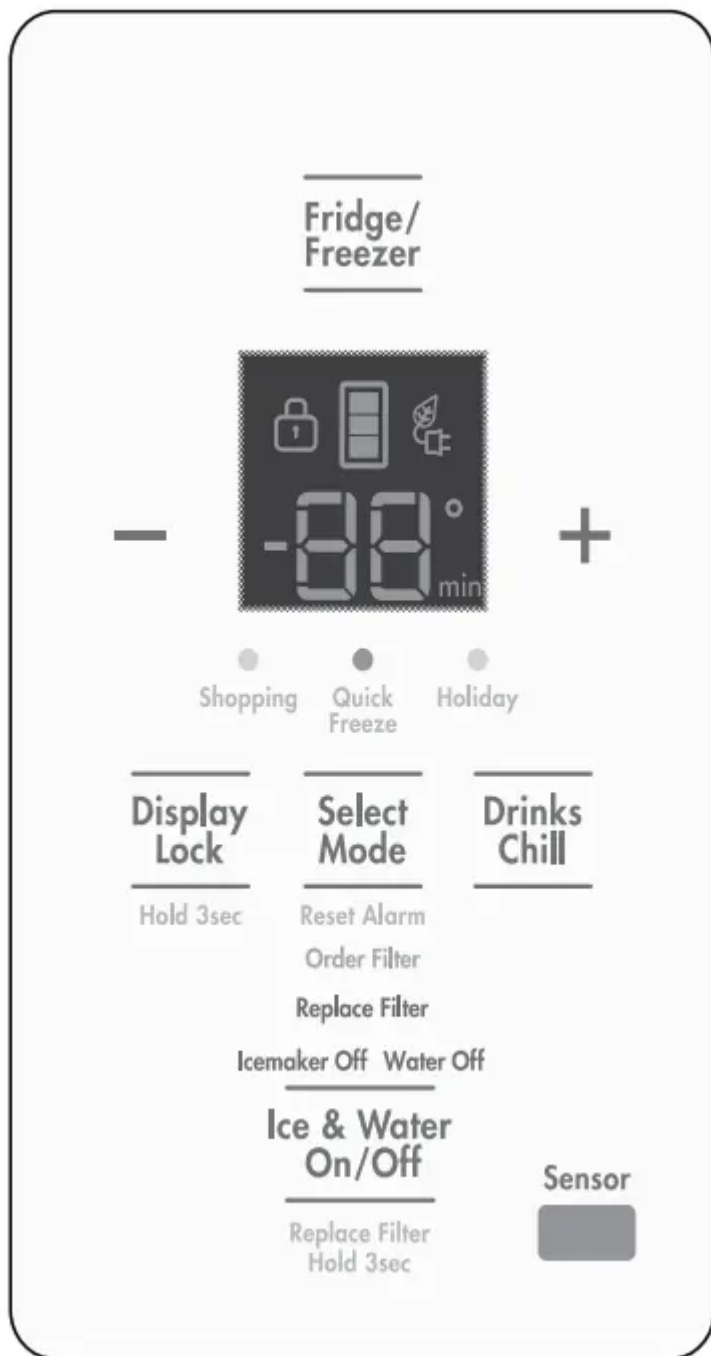 Fridge/
Freezer
-88°
min
−
+
Shopping
Quick
Freeze
Holiday
Display
Lock
Select
Mode
Drinks
Chill
Hold 3sec
Reset Alarm
Order Filter
Replace Filter
Icemaker Off Water Off
Ice & Water
On/Off
Sensor
Replace Filter
Hold 3sec